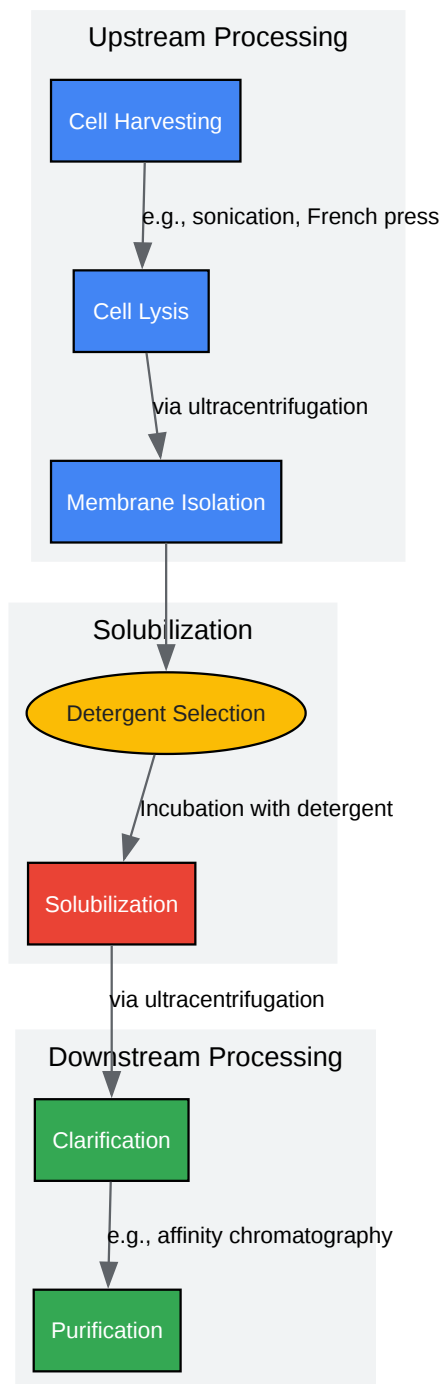 Upstream Processing
Cell Harvesting
e.g., sonication, French press
Cell Lysis
via ultracentrifugation
Membrane Isolation
Solubilization
Detergent Selection
Incubation with detergent
Solubilization
via ultracentrifugation
Downstream Processing
Clarification
e.g., affinity chromatography
Purification